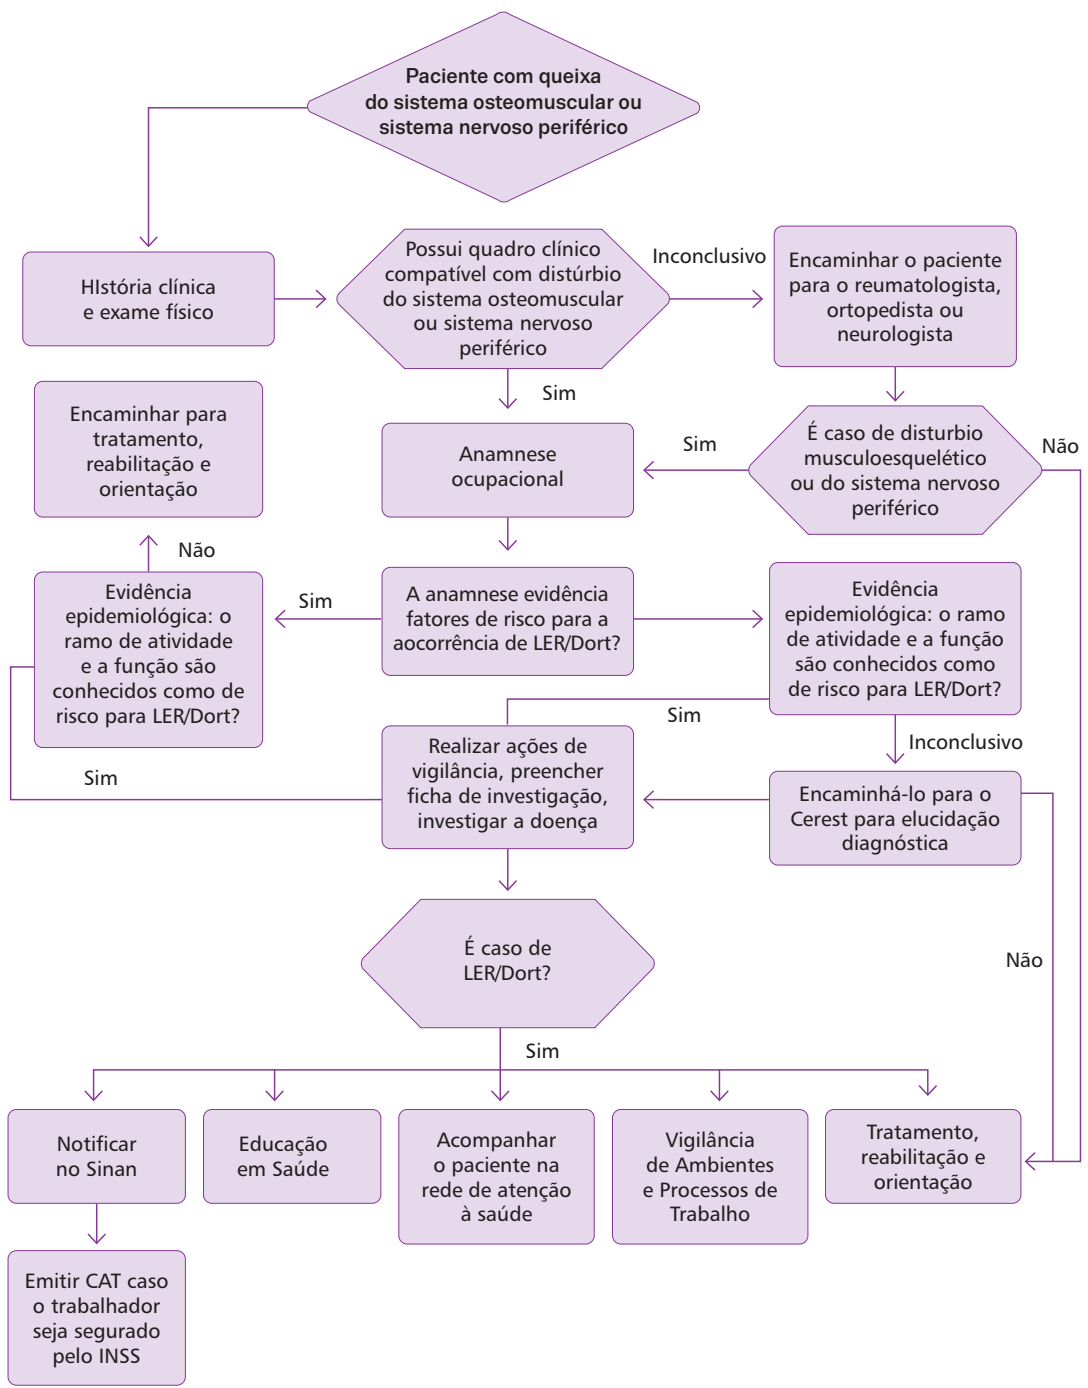 Paciente com queixa
do sistema osteomuscular ou
sistema nervoso periférico
HIstória clínica
e exame físico
Possui quadro clínico
compatível com distúrbio
do sistema osteomuscular
ou sistema nervoso
periférico
Inconclusivo
Encaminhar o paciente
para o reumatologista,
ortopedista ou
neurologista
Sim
Encaminhar para
tratamento,
reabilitação e
orientação
Anamnese
ocupacional
Sim
É caso de disturbio
musculoesquelético
ou do sistema nervoso
periférico
Não
Não
Evidência
epidemiológica: o
ramo de atividade
e a função são
conhecidos como de
risco para LER/Dort?
Sim
A anamnese evidência
fatores de risco para a
aocorrência de LER/Dort?
Evidência
epidemiológica: o ramo
de atividade e a função
são conhecidos como
de risco para LER/Dort?
Sim
Inconclusivo
Sim
Realizar ações de
vigilância, preencher
ficha de investigação,
investigar a doença
Encaminhá-lo para o
Cerest para elucidação
diagnóstica
É caso de
LER/Dort?
Não
Sim
Notificar
no Sinan
Educação
em Saúde
Acompanhar
o paciente na
rede de atenção
à saúde
Vigilância
de Ambientes
e Processos de
Trabalho
Tratamento,
reabilitação e
orientação
Emitir CAT caso
o trabalhador
seja segurado
pelo INSS